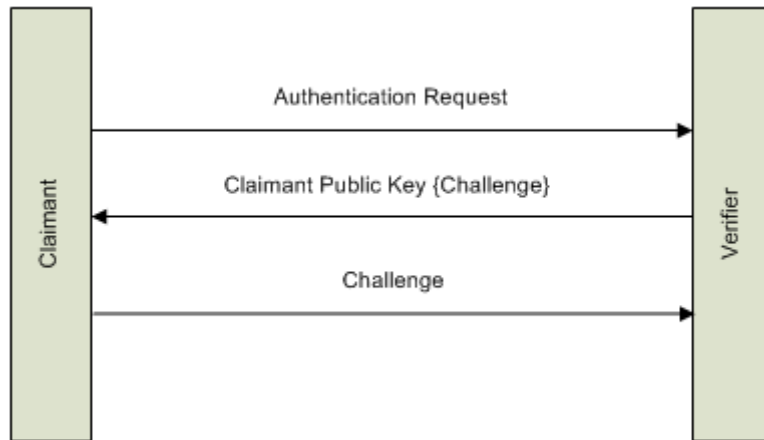 Authentication Request
Claimant Public Key {Challenge}
Challenge
Claimant
Verifier